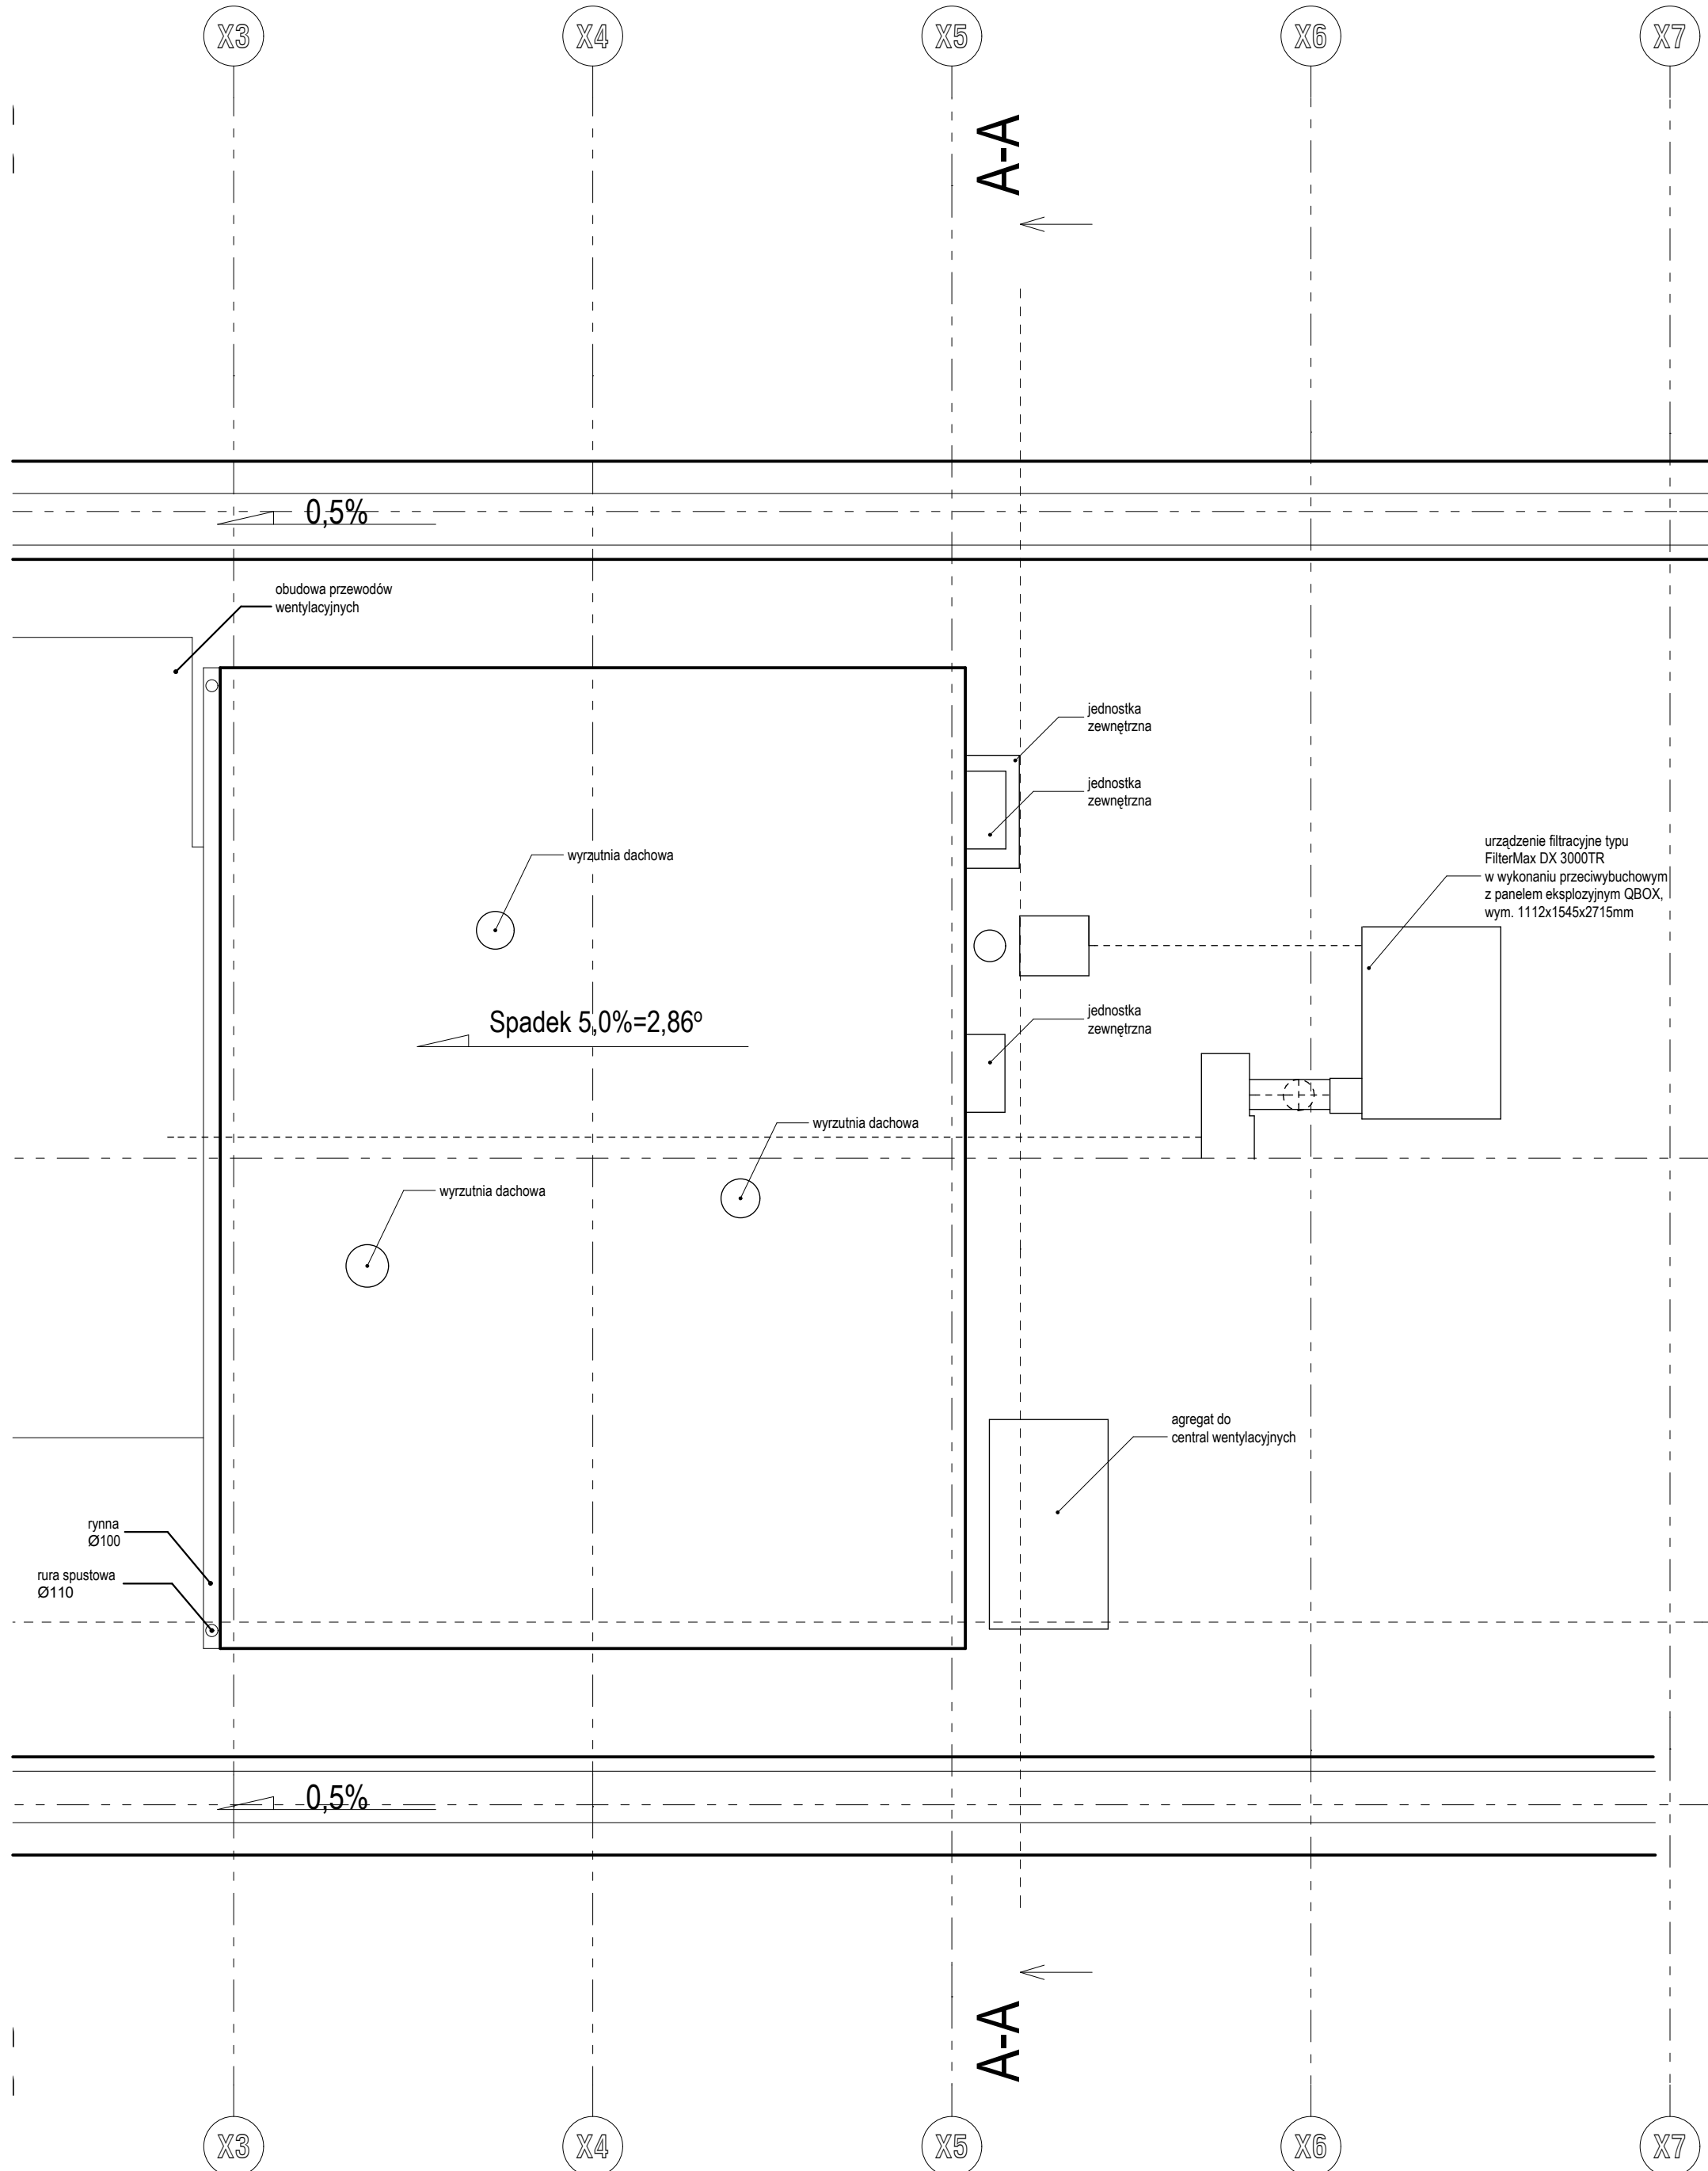 X3
X4
X5
X6
X7
A-A
0,5%
obudowa przewodów
wentylacyjnych
jednostka
zewnętrzna
jednostka
zewnętrzna
urządzenie filtracyjne typu
FilterMax DX 3000TR
w wykonaniu przeciwybuchowym
z panelem eksplozyjnym QBOX,
wym. 1112x1545x2715mm
wyrzutnia dachowa
Spadek 5,0%=2,86º
jednostka
zewnętrzna
wyrzutnia dachowa
wyrzutnia dachowa
agregat do
central wentylacyjnych
rynna
Ø100
rura spustowa
Ø110
0,5%
A-A
X3
X4
X5
X6
X7